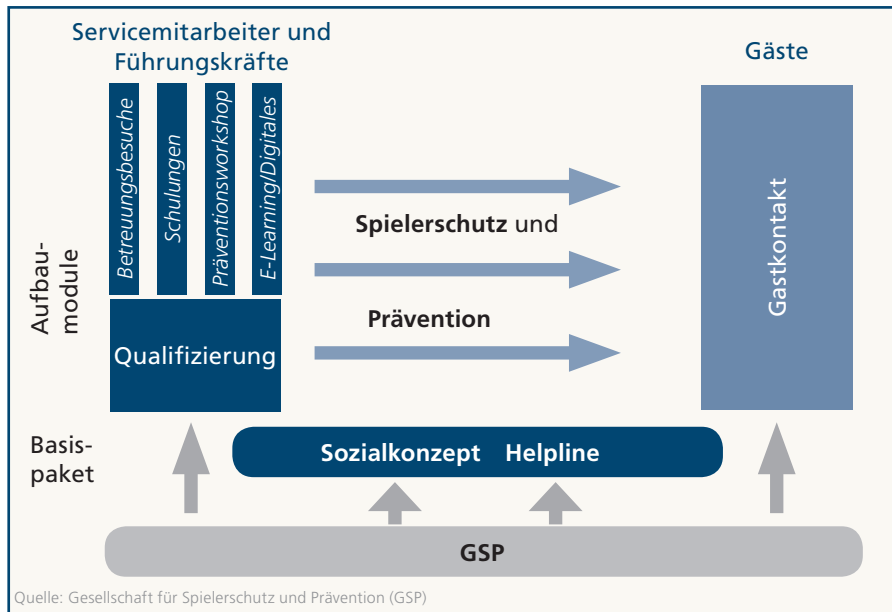 Servicemitarbeiter und
Führungskräfte
Gäste
Aufbau-
module
Betreuungsbesuche
Schulungen
Präventionsworkshop
E-Learning/Digitales
Qualifizierung
Spielerschutz und
Prävention
Gastkontakt
Basis-
paket
Sozialkonzept Helpline
GSP
Quelle: Gesellschaft für Spielerschutz und Prävention (GSP)